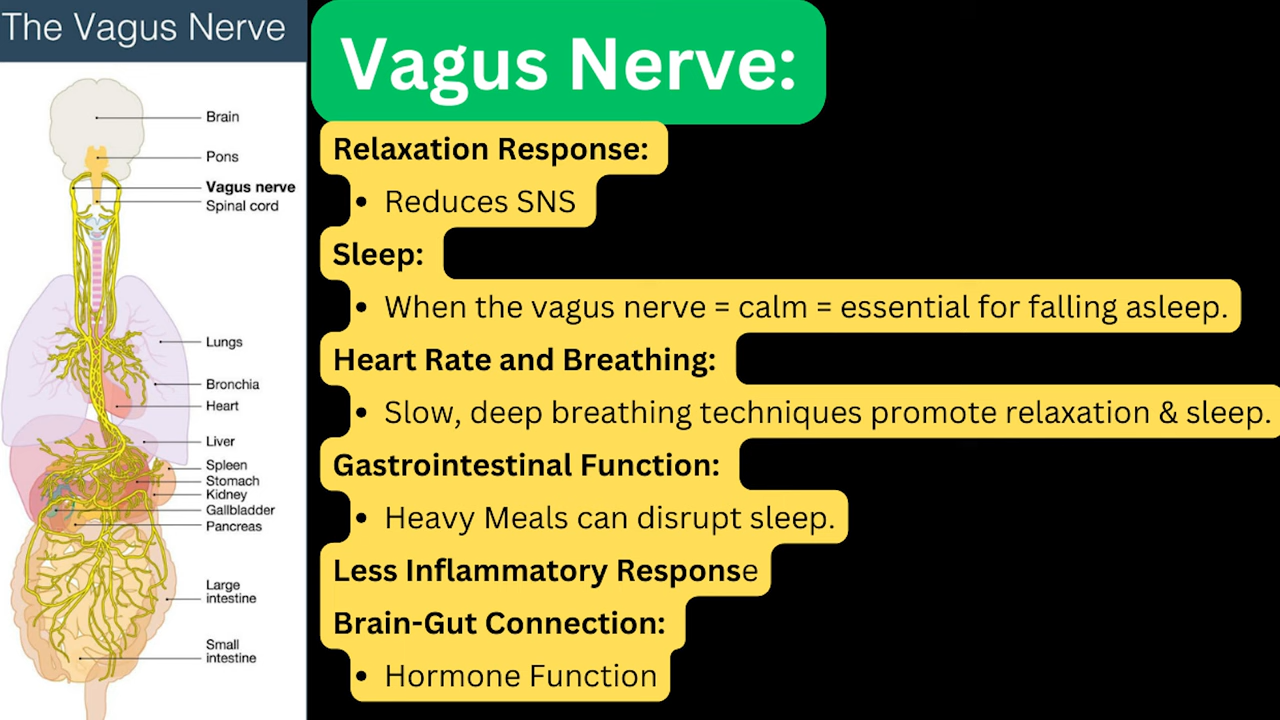 The Vagus Nerve
Brain
Pons
Vagus nerve
Spinal cord
Lungs
Bronchia
Heart
Liver
Spleen
Stomach
Kidney
Gallbladder
Pancreas
Large
intestine
Small
intestine
Vagus Nerve:
Relaxation Response:
• Reduces SNS
Sleep:
• When the vagus nerve = calm = essential for falling asleep.
Heart Rate and Breathing:
• Slow, deep breathing techniques promote relaxation & sleep.
Gastrointestinal Function:
• Heavy Meals can disrupt sleep.
Less Inflammatory Response
Brain-Gut Connection:
• Hormone Function